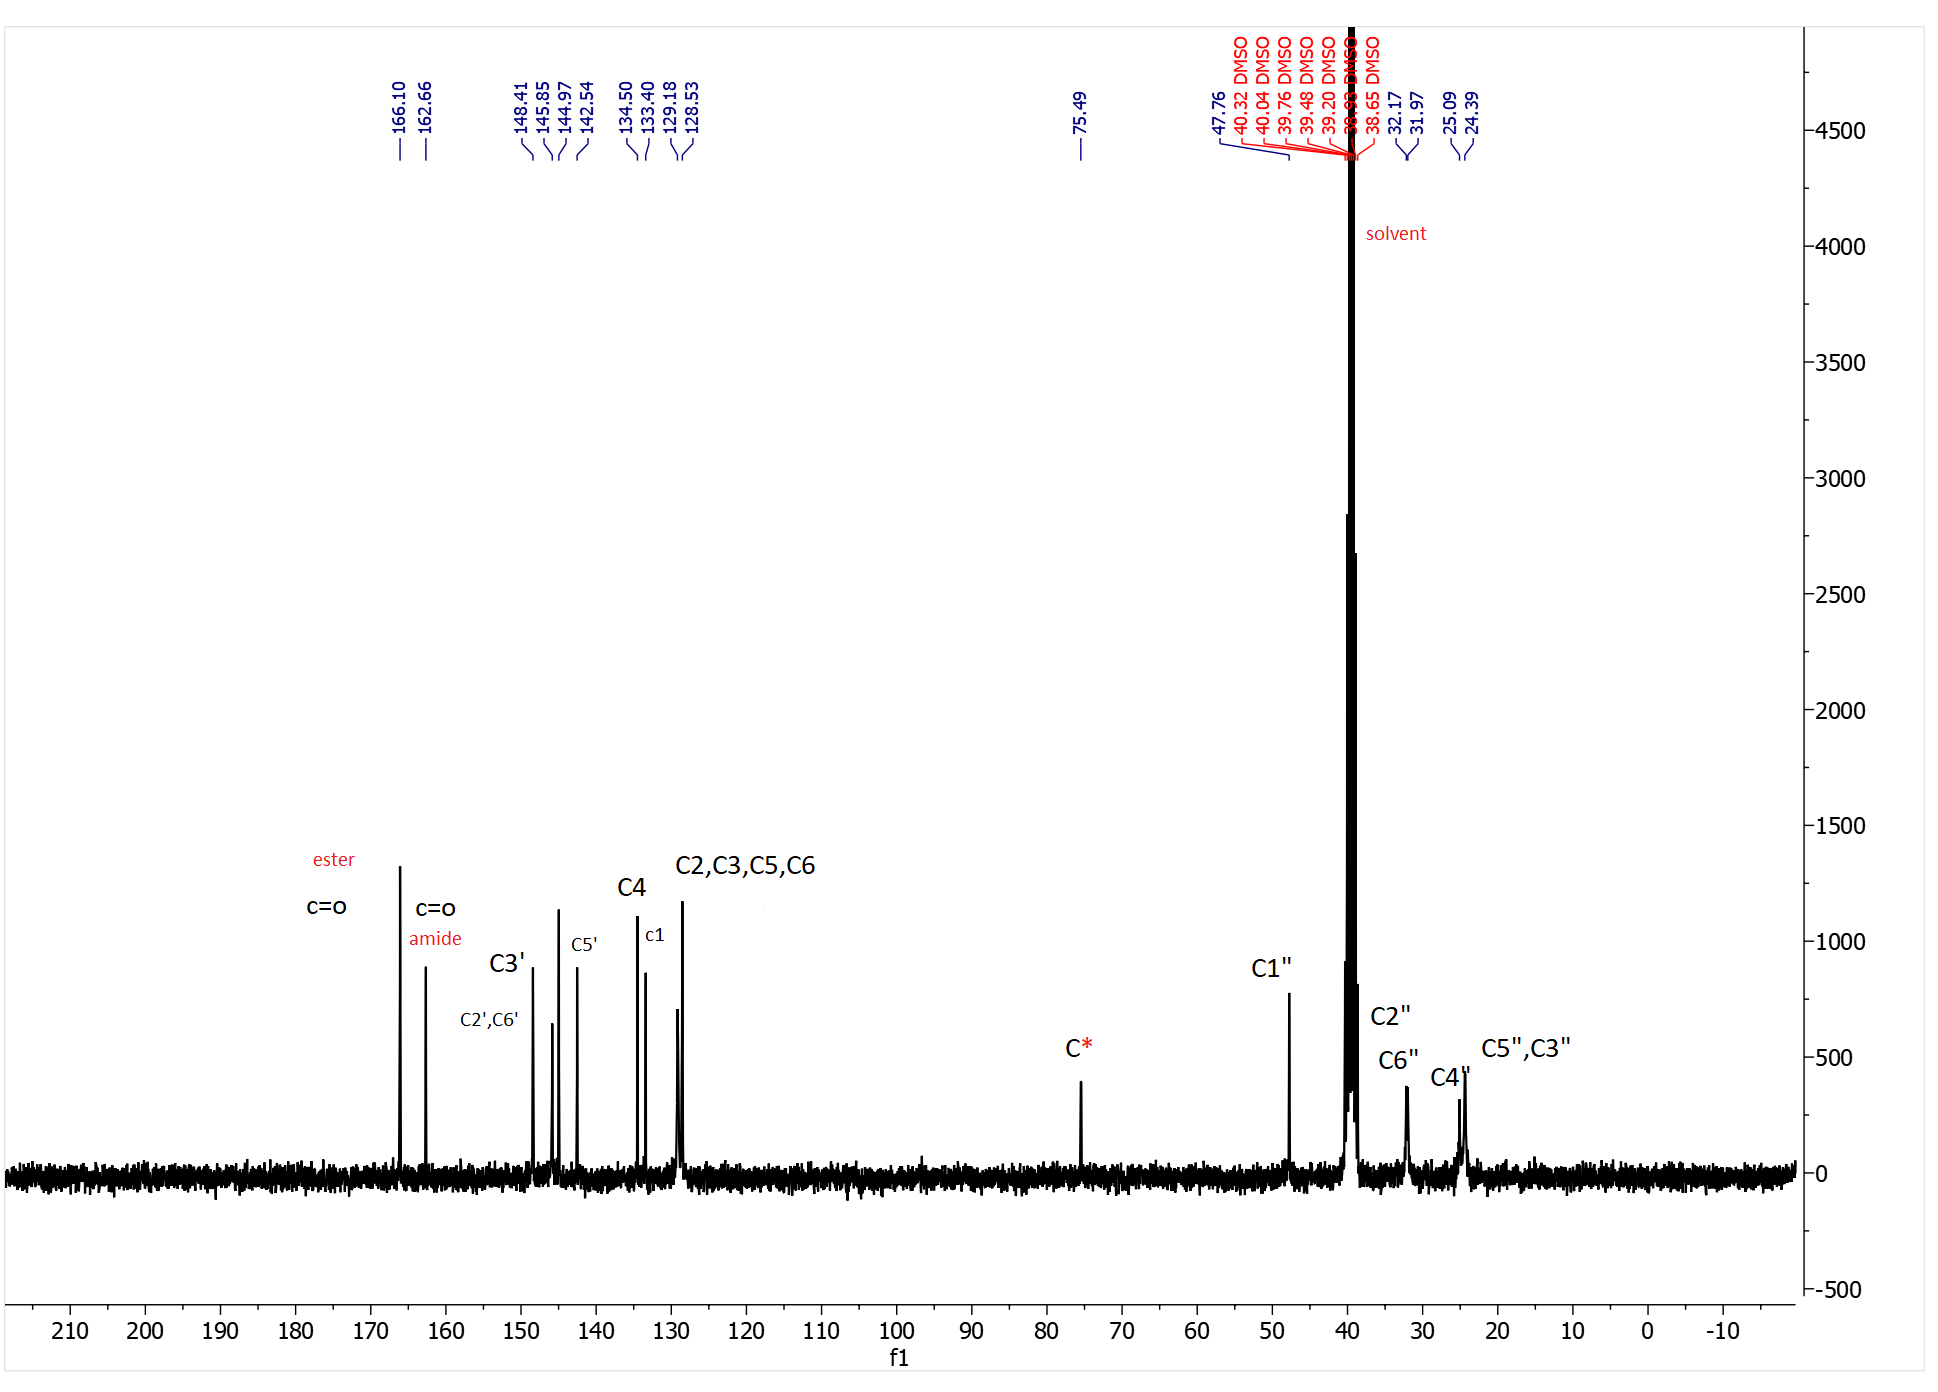 166.10
162.66
148.41
145.85
144.97
142.54
134.50
133.40
129.18
128.53
75.49
47.76
40.32 DMSO
40.04 DMSO
39.76 DMSO
39.48 DMSO
39.20 DMSO
38.93 DMSO
38.65 DMSO
32.17
31.97
25.09
24.39
solvent
ester
c=o
c=o
amide
C3'
C2',C6'
C5'
C4
c1
C2,C3,C5,C6
C*
C1"
C2"
C6"
C4"
C5",C3"
4500
4000
3500
3000
2500
2000
1500
1000
500
0
-500
210 200 190 180 170 160 150 140 130 120 110 100 90 80 70 60 50 40 30 20 10 0 -10
f1